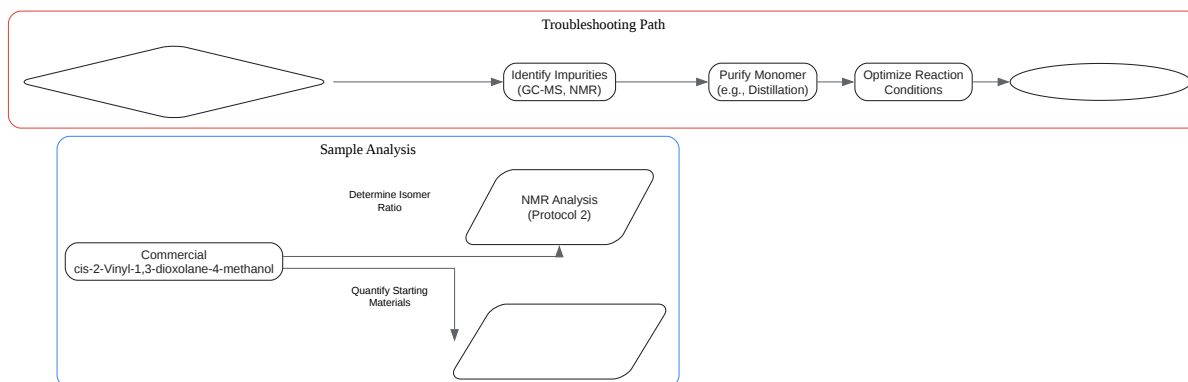 Troubleshooting Path
Identify Impurities
(GC-MS, NMR)
Purify Monomer
(e.g., Distillation)
Optimize Reaction
Conditions
Sample Analysis
Determine Isomer
Ratio
NMR Analysis
(Protocol 2)
Commercial
cis-2-Vinyl-1,3-dioxolane-4-methanol
Quantify Starting
Materials